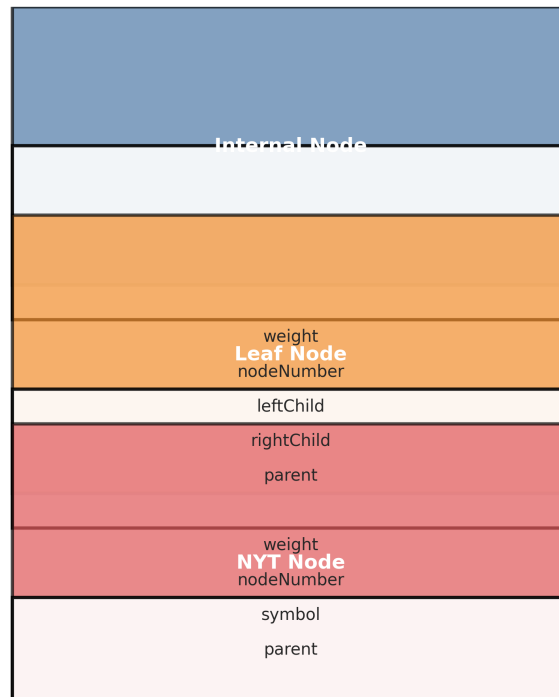 Internal Node
weight
Leaf Node
nodeNumber
leftChild
rightChild
parent
weight
NYT Node
nodeNumber
symbol
parent